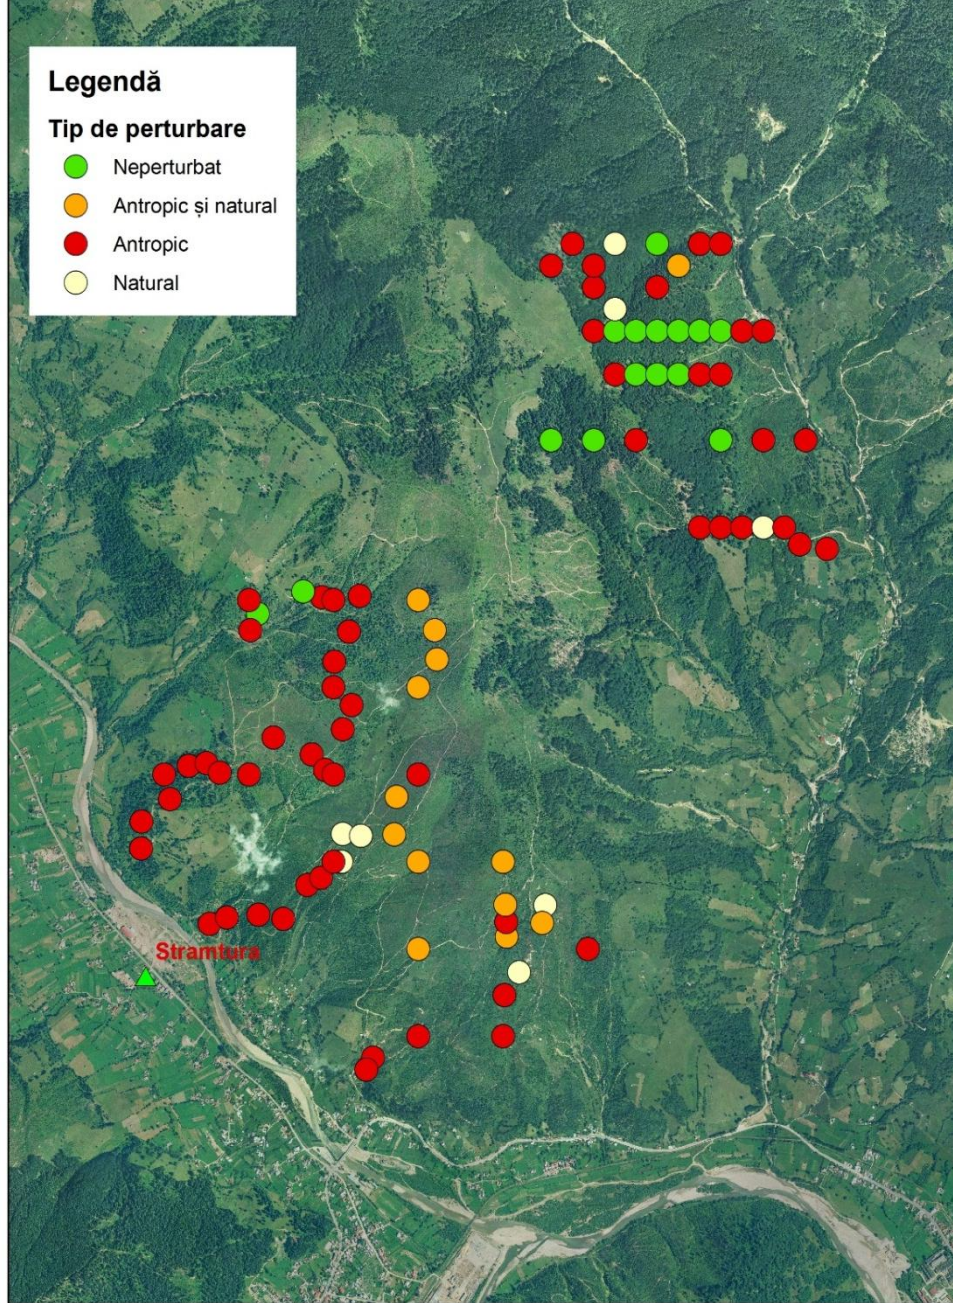 Legendă
Tip de perturbare
Neperturbat
Antropic și natural
Antropic
Natural
Stramtura